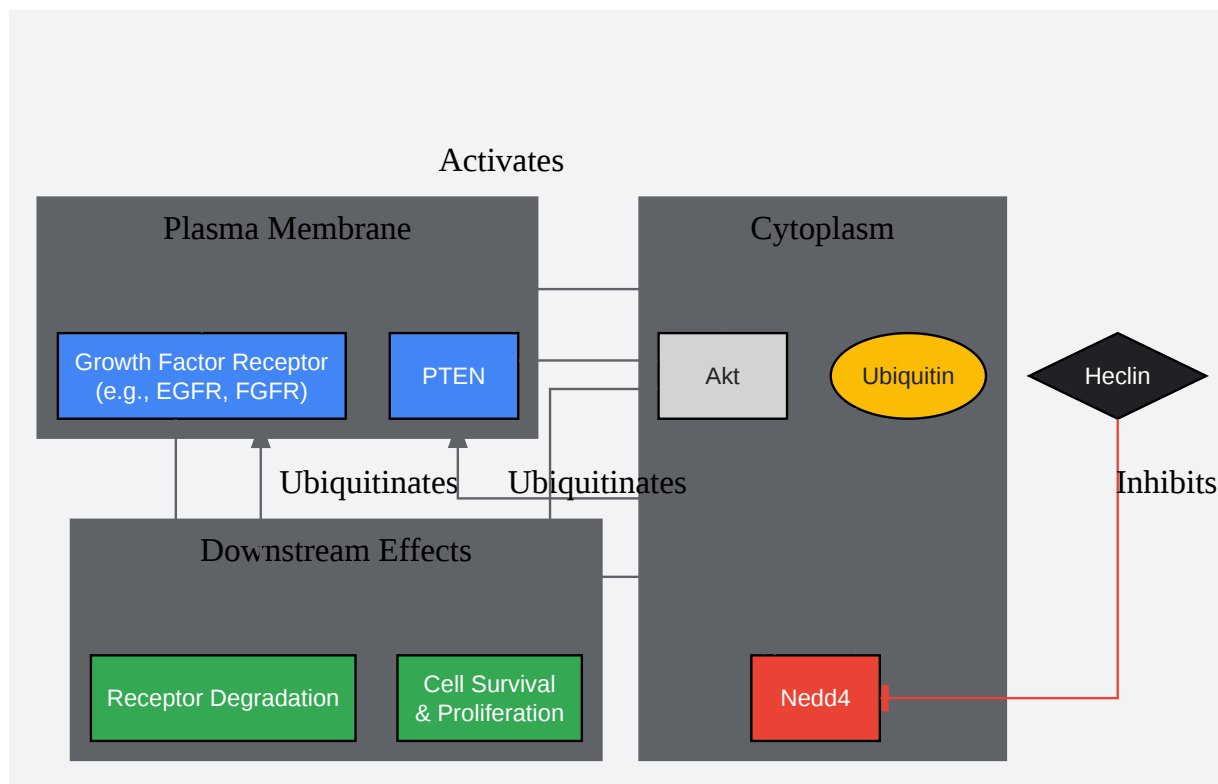 Activates
Plasma Membrane
Cytoplasm
Growth Factor Receptor
(e.g., EGFR, FGFR)
PTEN
Akt
Ubiquitin
Heclin
Ubiquitinates
Ubiquitinates
Inhibits
Downstream Effects
Receptor Degradation
Cell Survival
& Proliferation
Nedd4